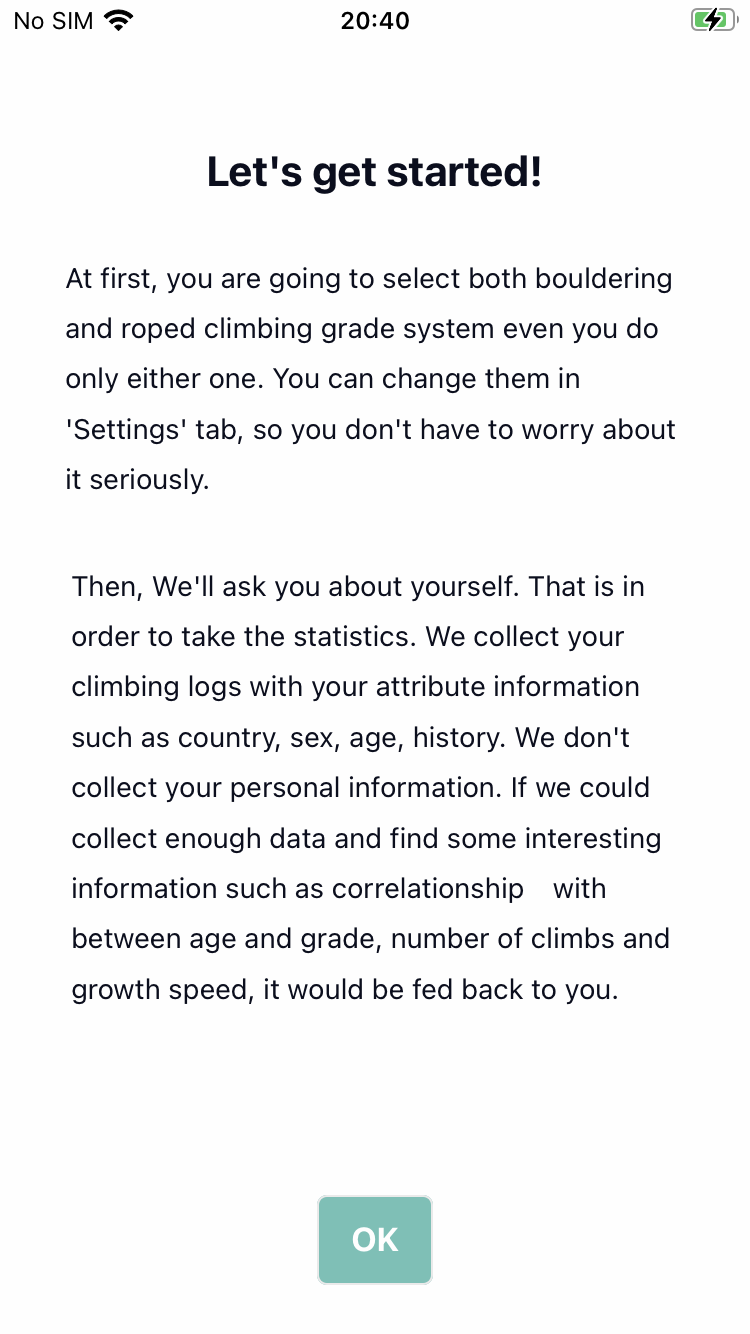 No SIM
20:40
Let's get started!
At first, you are going to select both bouldering
and roped climbing grade system even you do
only either one. You can change them in
'Settings' tab, so you don't have to worry about
it seriously.
Then, We'll ask you about yourself. That is in
order to take the statistics. We collect your
climbing logs with your attribute information
such as country, sex, age, history. We don't
collect your personal information. If we could
collect enough data and find some interesting
information such as correlationship　with
between age and grade, number of climbs and
growth speed, it would be fed back to you.
OK